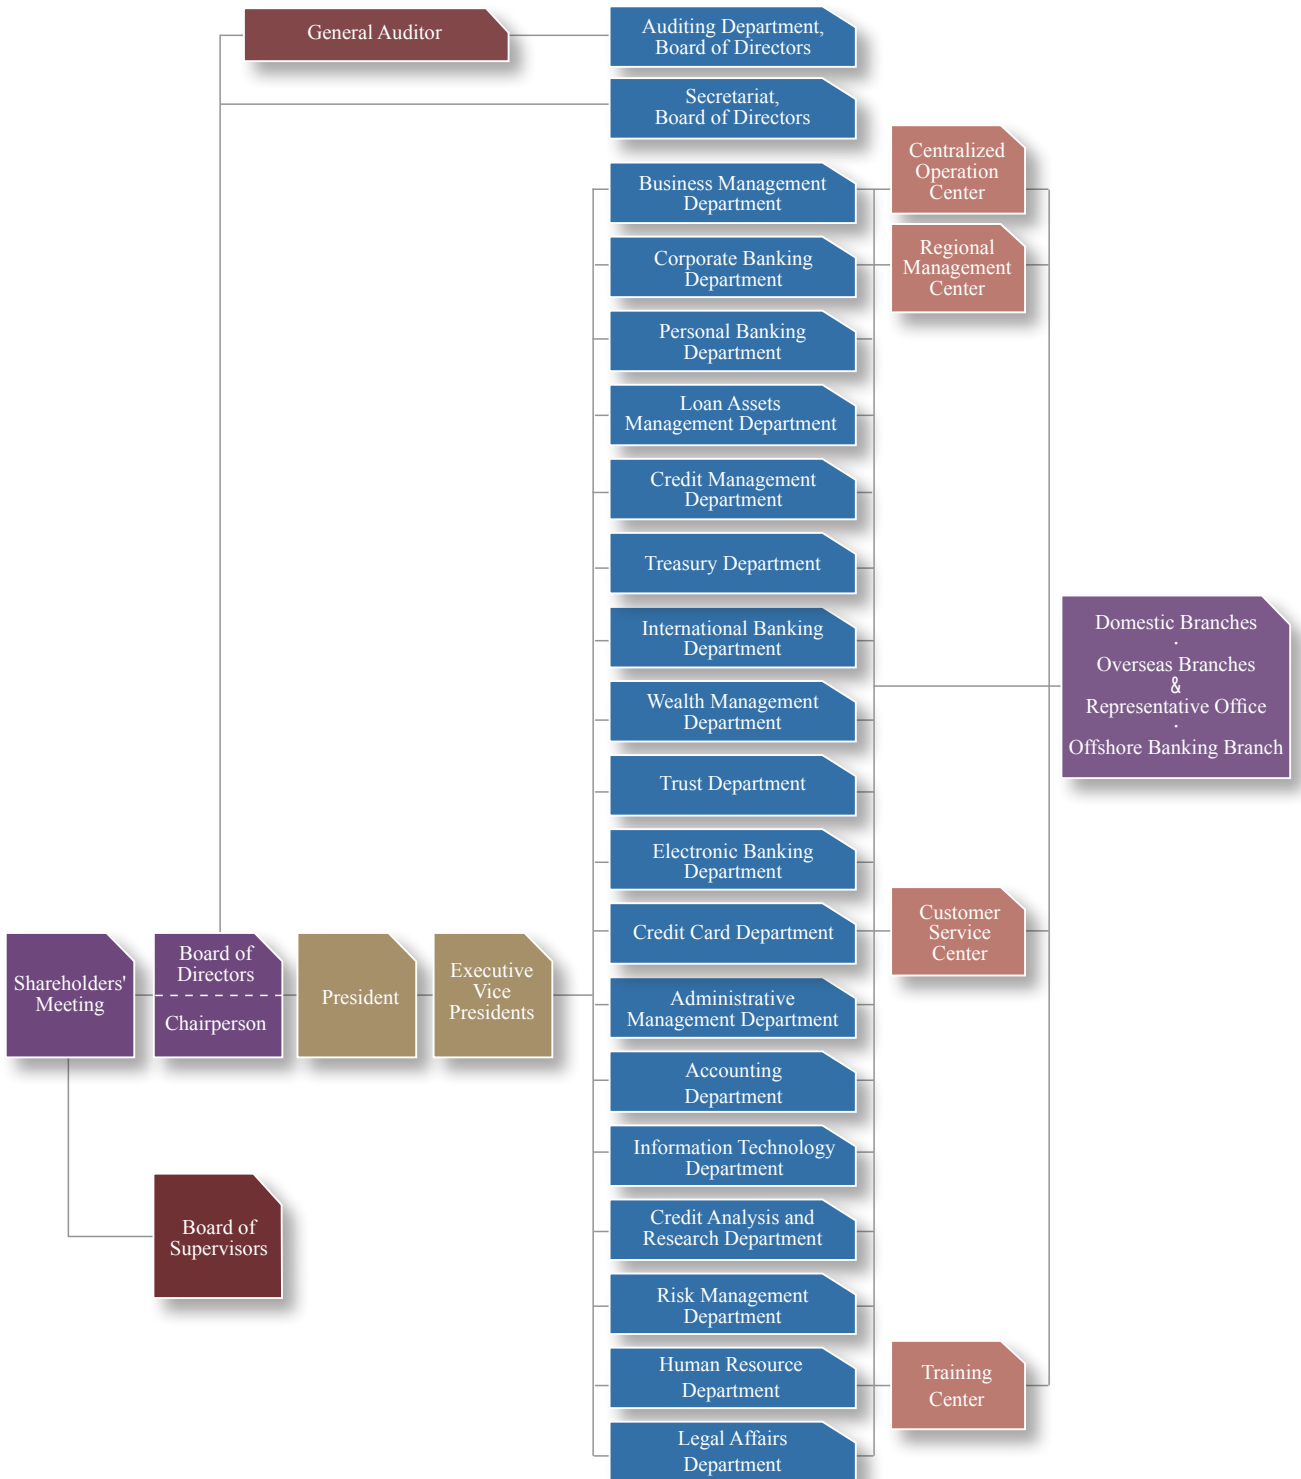 General Auditor
Auditing Department,
Board of Directors
Secretariat,
Board of Directors
Business Management
Department
Centralized
Operation
Center
Corporate Banking
Department
Regional
Management
Center
Personal Banking
Department
Loan Assets
Management Department
Credit Management
Department
Treasury Department
International Banking
Department
Wealth Management
Department
Trust Department
Electronic Banking
Department
Credit Card Department
Customer
Service
Center
Administrative
Management Department
Accounting
Department
Information Technology
Department
Credit Analysis and
Research Department
Risk Management
Department
Human Resource
Department
Training
Center
Legal Affairs
Department
Domestic Branches
·
Overseas Branches
&
Representative Office
·
Offshore Banking Branch
Shareholders'
Meeting
Board of
Directors
Chairperson
President
Executive
Vice
Presidents
Board of
Supervisors